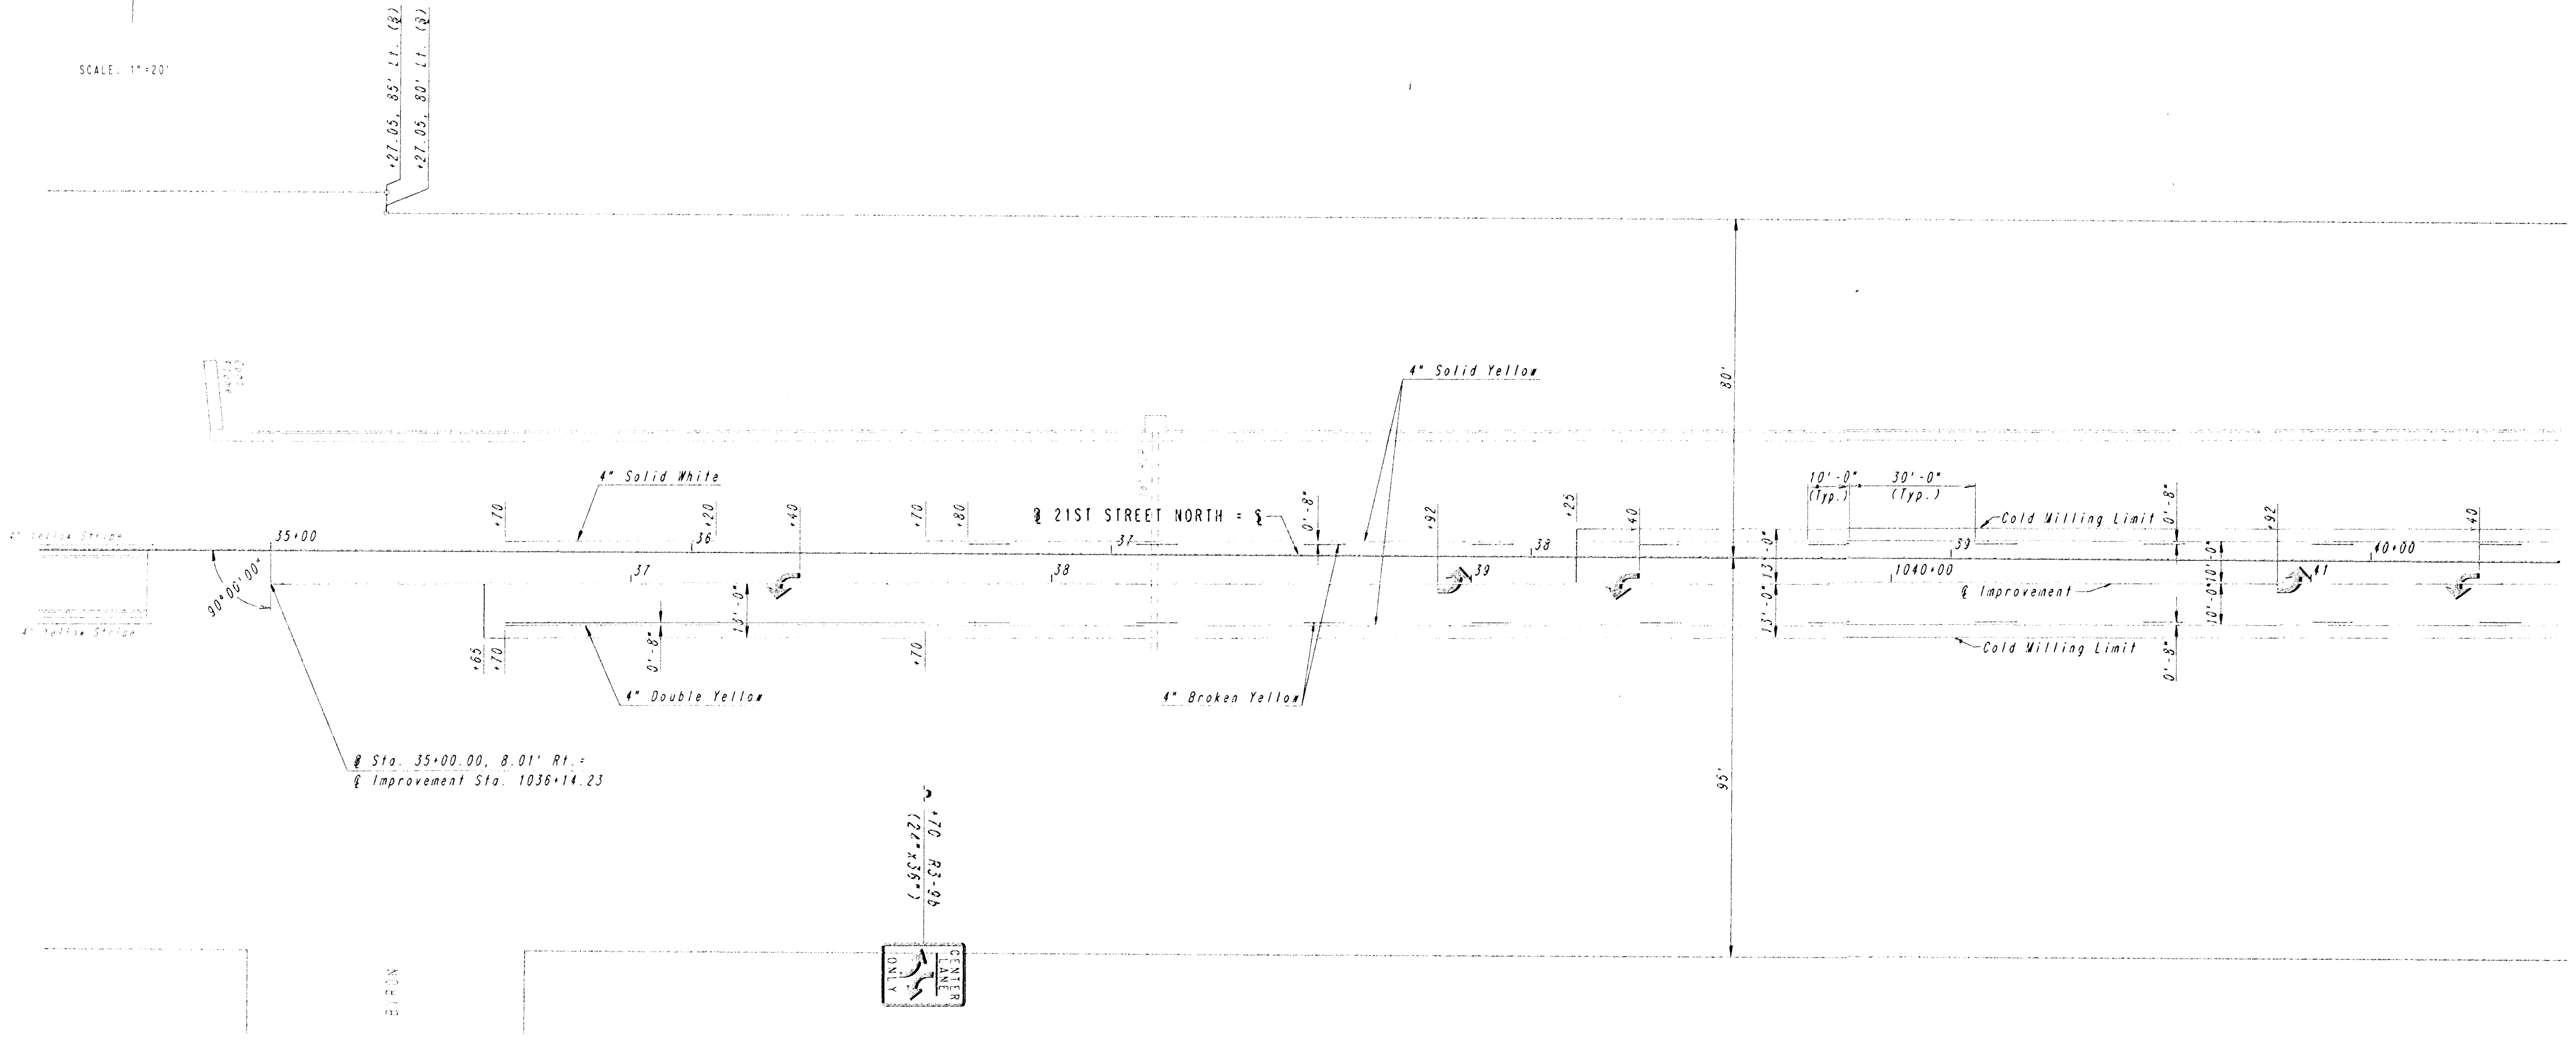 SCALE: 1"=20'
+27.05, 85' Lt. (℄)
+27.05, 80' Lt. (℄)
4" Solid Yellow
80'
4" Solid White
10'-0"
(Typ.)
30'-0"
(Typ.)
+70
+20
+40
+70
+80
℄ 21ST STREET NORTH = ℄
0'-8"
+92
+25
+40
Cold Milling Limit
0'-8"
+92
+40
4" Yellow Stripe
35+00
36
37
38
39
40+00
90°00'00"
37
38
39
1040+00
41
℄ Improvement
13'-0"
13'-0"
13'-0"
10'-0"
10'-0"
4" Yellow Stripe
+65
+70
0'-8"
+70
Cold Milling Limit
0'-8"
4" Double Yellow
4" Broken Yellow
℄ Sta. 35+00.00, 8.01' Rt.=
℄ Improvement Sta. 1036+14.23
95'
+70 R3-9b
(24"x36")
CENTER
LANE
ONLY
BYRON